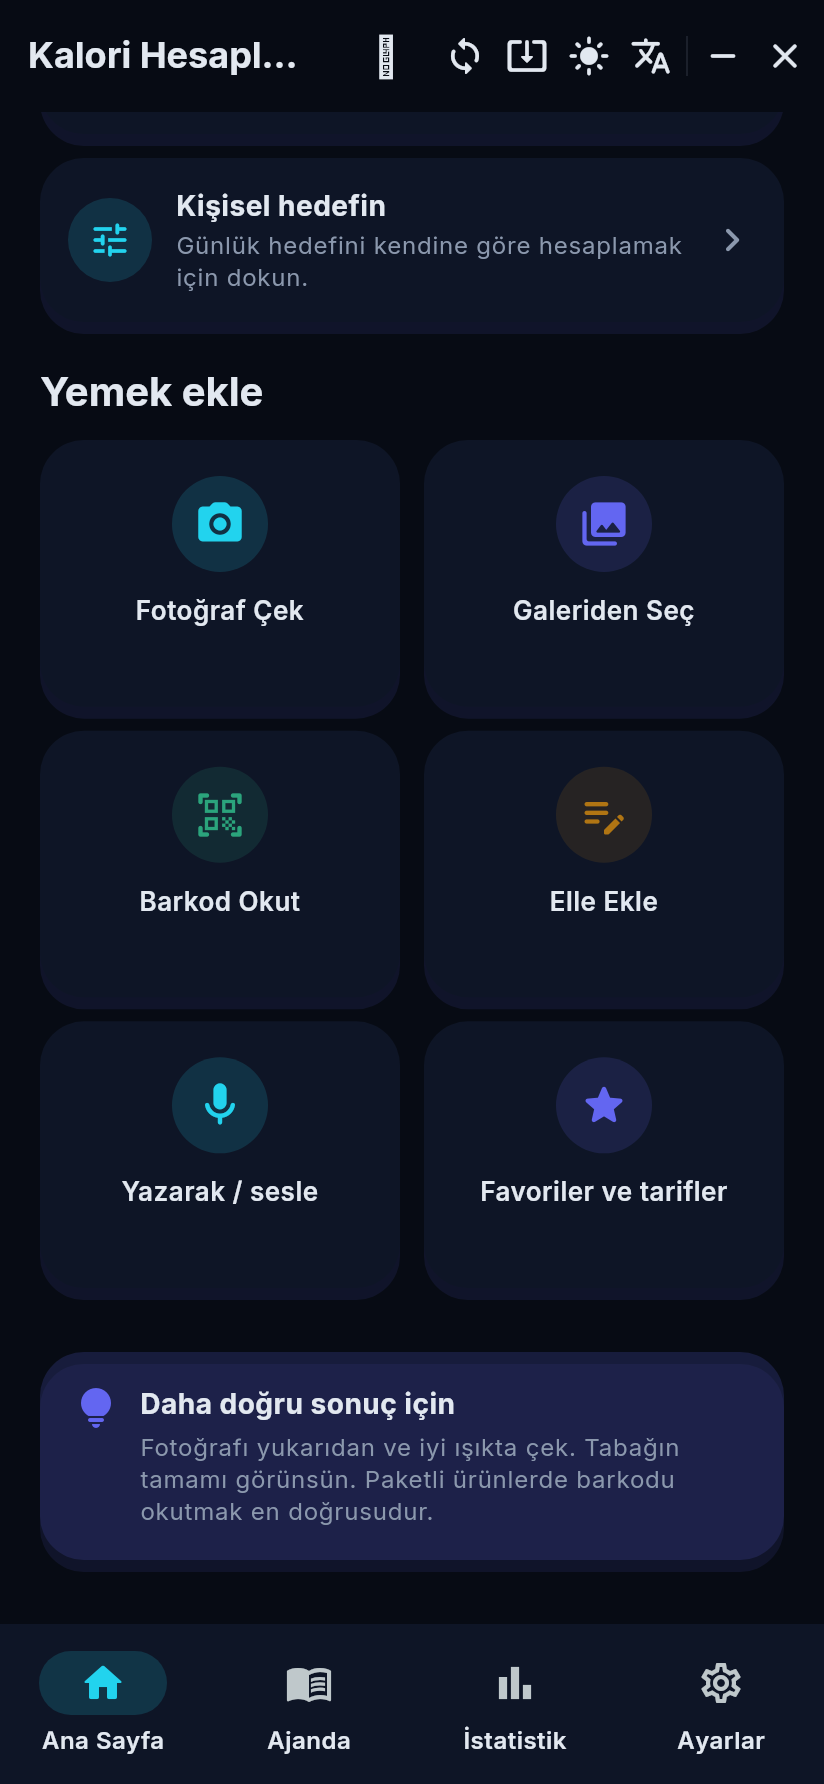 Kalori Hesapl...
NO GLYPH
Kişisel hedefin
Günlük hedefini kendine göre hesaplamak
için dokun.
Yemek ekle
Fotoğraf Çek
Galeriden Seç
Barkod Okut
Elle Ekle
Yazarak / sesle
Favoriler ve tarifler
Daha doğru sonuç için
Fotoğrafı yukarıdan ve iyi ışıkta çek. Tabağın
tamamı görünsün. Paketli ürünlerde barkodu
okutmak en doğrusudur.
Ana Sayfa
Ajanda
İstatistik
Ayarlar